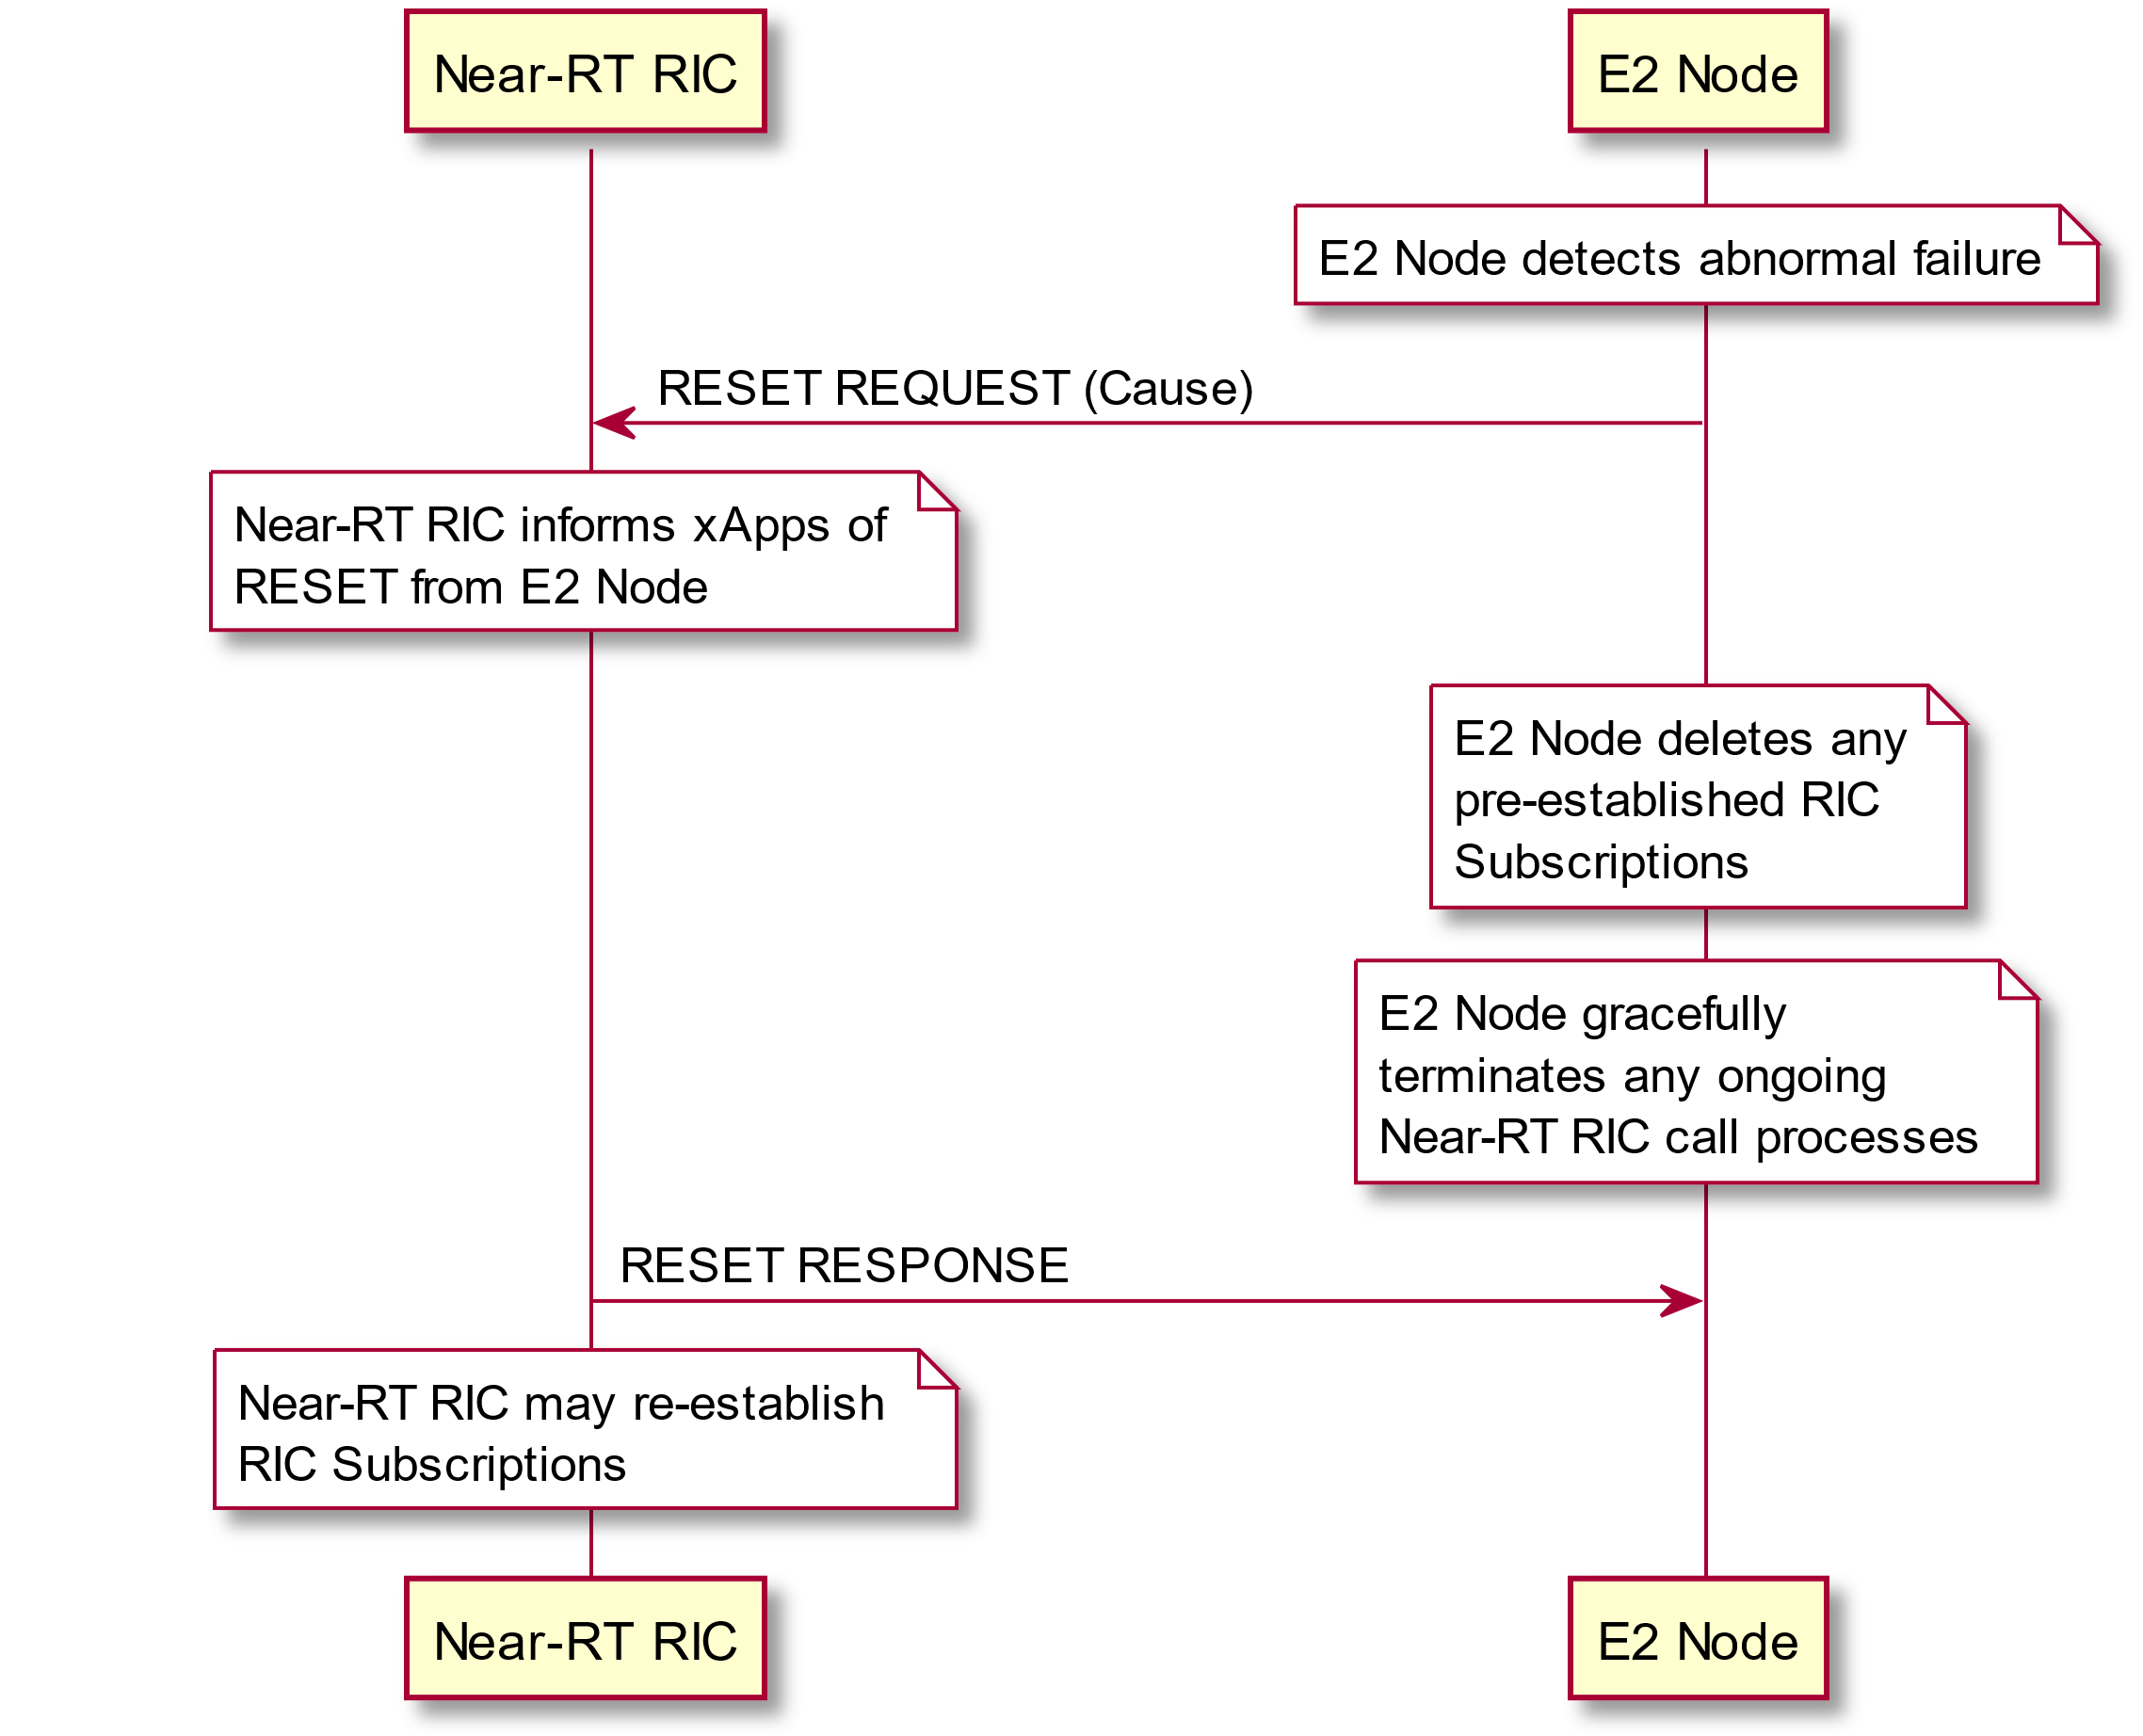 Near-RT RIC
E2 Node
E2 Node detects abnormal failure
RESET REQUEST (Cause)
Near-RT RIC informs xApps of
RESET from E2 Node
E2 Node deletes any
pre-established RIC
Subscriptions
E2 Node gracefully
terminates any ongoing
Near-RT RIC call processes
RESET RESPONSE
Near-RT RIC may re-establish
RIC Subscriptions
Near-RT RIC
E2 Node